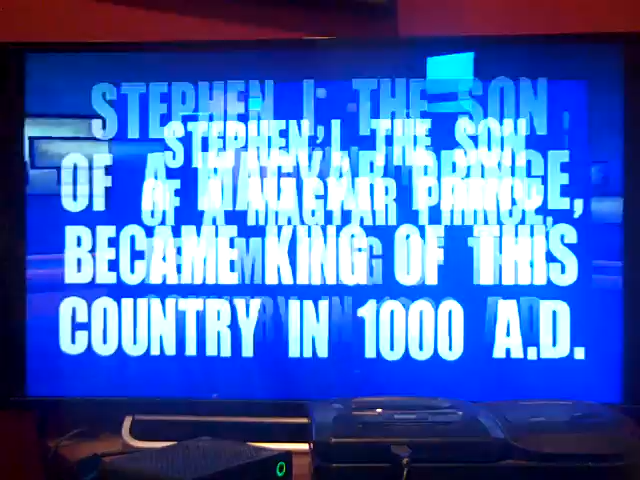 STEPHEN I, THE SON
OF A MAGYAR PRINCE,
BECAME KING OF THIS
COUNTRY IN 1000 A.D.